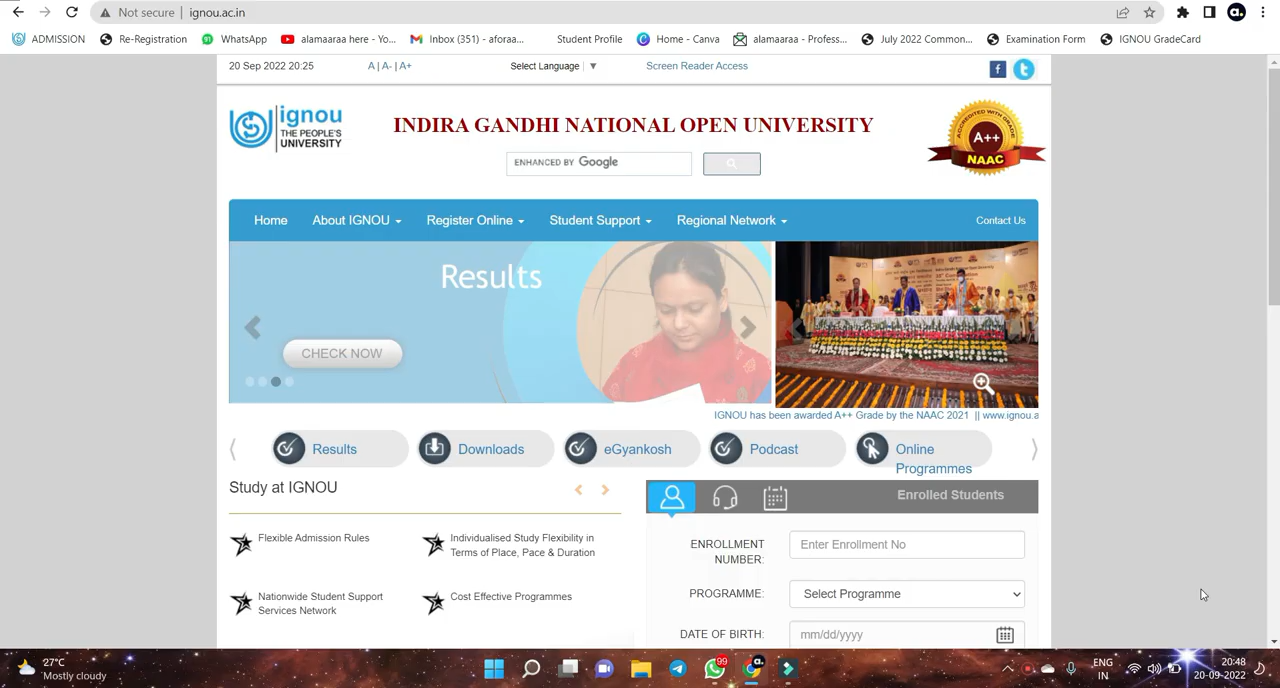 Not secure | ignou.ac.in
ADMISSION Re-Registration WhatsApp alamaaraa here - Yo... Inbox (351) - aforaa... Student Profile Home - Canva alamaaraa - Profess... July 2022 Common... Examination Form IGNOU GradeCard
20 Sep 2022 20:25 A | A- | A+ Select Language ▼ Screen Reader Access
ignou
THE PEOPLE'S
UNIVERSITY
INDIRA GANDHI NATIONAL OPEN UNIVERSITY
ENHANCED BY Google
ACCREDITED WITH GRADE
A++
NAAC
Home About IGNOU Register Online Student Support Regional Network Contact Us
Results
CHECK NOW
IGNOU has been awarded A++ Grade by the NAAC 2021 || www.ignou.a
Results Downloads eGyankosh Podcast Online
Programmes
Study at IGNOU
Enrolled Students
Flexible Admission Rules
Individualised Study Flexibility in
Terms of Place, Pace & Duration
Nationwide Student Support
Services Network
Cost Effective Programmes
ENROLLMENT
NUMBER:
Enter Enrollment No
PROGRAMME:
Select Programme
DATE OF BIRTH:
mm/dd/yyyy
27°C
Mostly cloudy
99
a.
ENG
IN
20:48
20-09-2022